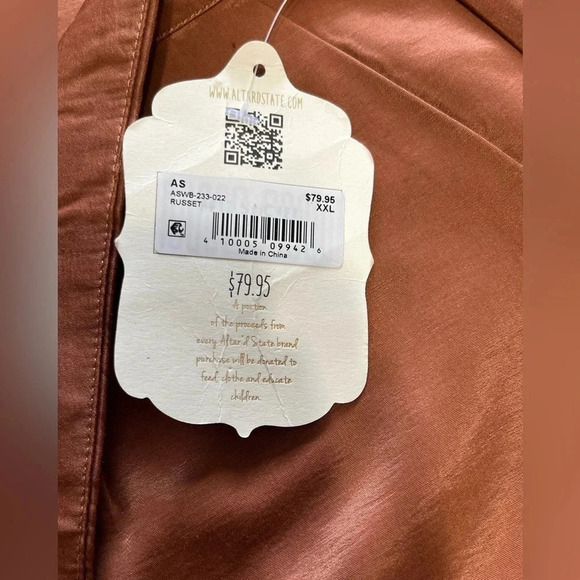 WWW.ALTARDSTATE.COM
AS $79.95
ASWB-233-022 XXL
RUSSET
4 10005 09942 6
Made in China
$79.95
A portion
of the proceeds from
every Altar'd State brand
purchase will be donated to
feed, clothe and educate
children.